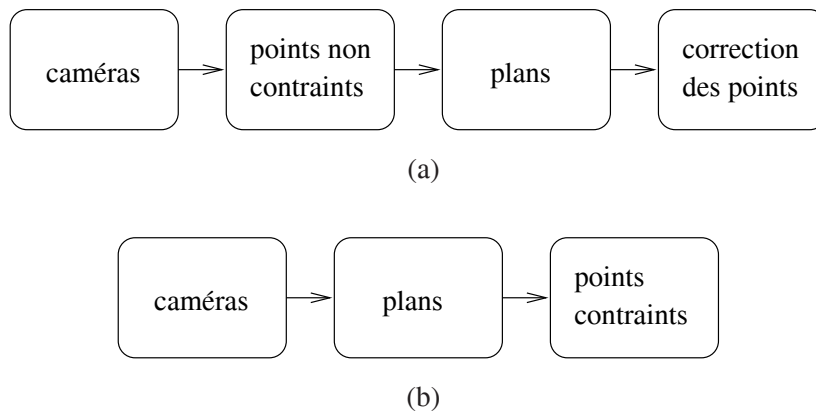 caméras
points non
contraints
plans
correction
des points
(a)
caméras
plans
points
contraints
(b)